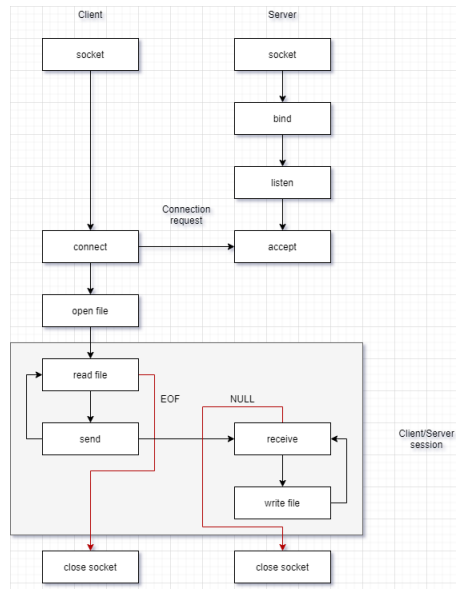 Client
Server
socket
socket
bind
listen
Connection
request
connect
accept
open file
read file
EOF
NULL
send
receive
Client/Server
session
write file
close socket
close socket